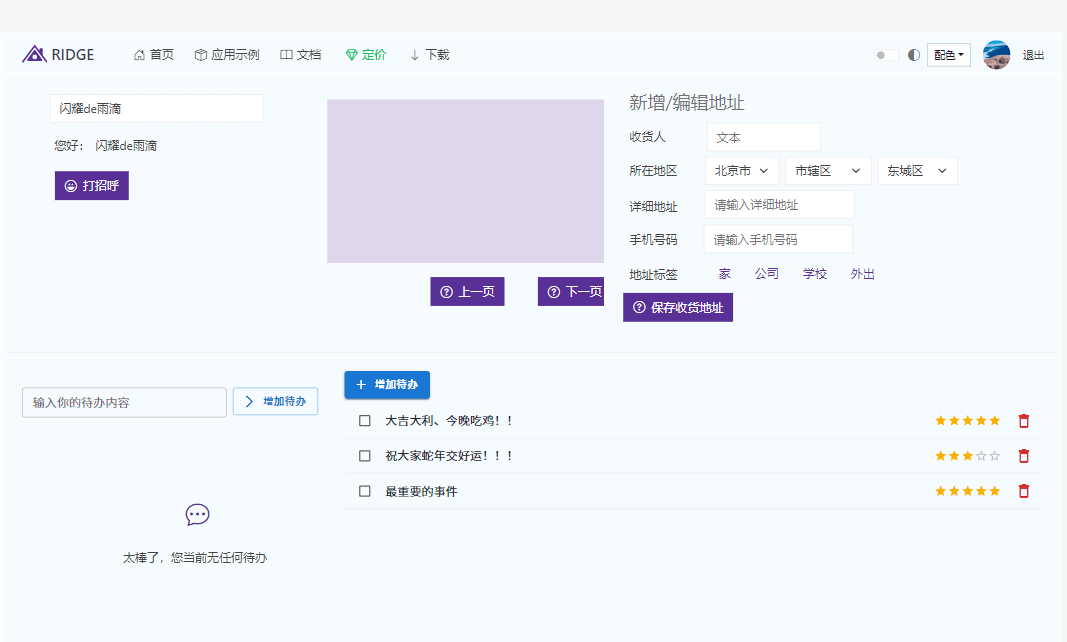 RIDGE 首页 应用示例 文档 定价 下载 配色 退出
闪耀de雨滴
您好： 闪耀de雨滴
打招呼
上一页 下一页
新增/编辑地址
收货人 文本
所在地区 北京市 市辖区 东城区
详细地址 请输入详细地址
手机号码 请输入手机号码
地址标签 家 公司 学校 外出
保存收货地址
输入你的待办内容 增加待办
太棒了，您当前无任何待办
增加待办
大吉大利、今晚吃鸡！！
祝大家蛇年交好运！！！
最重要的事件